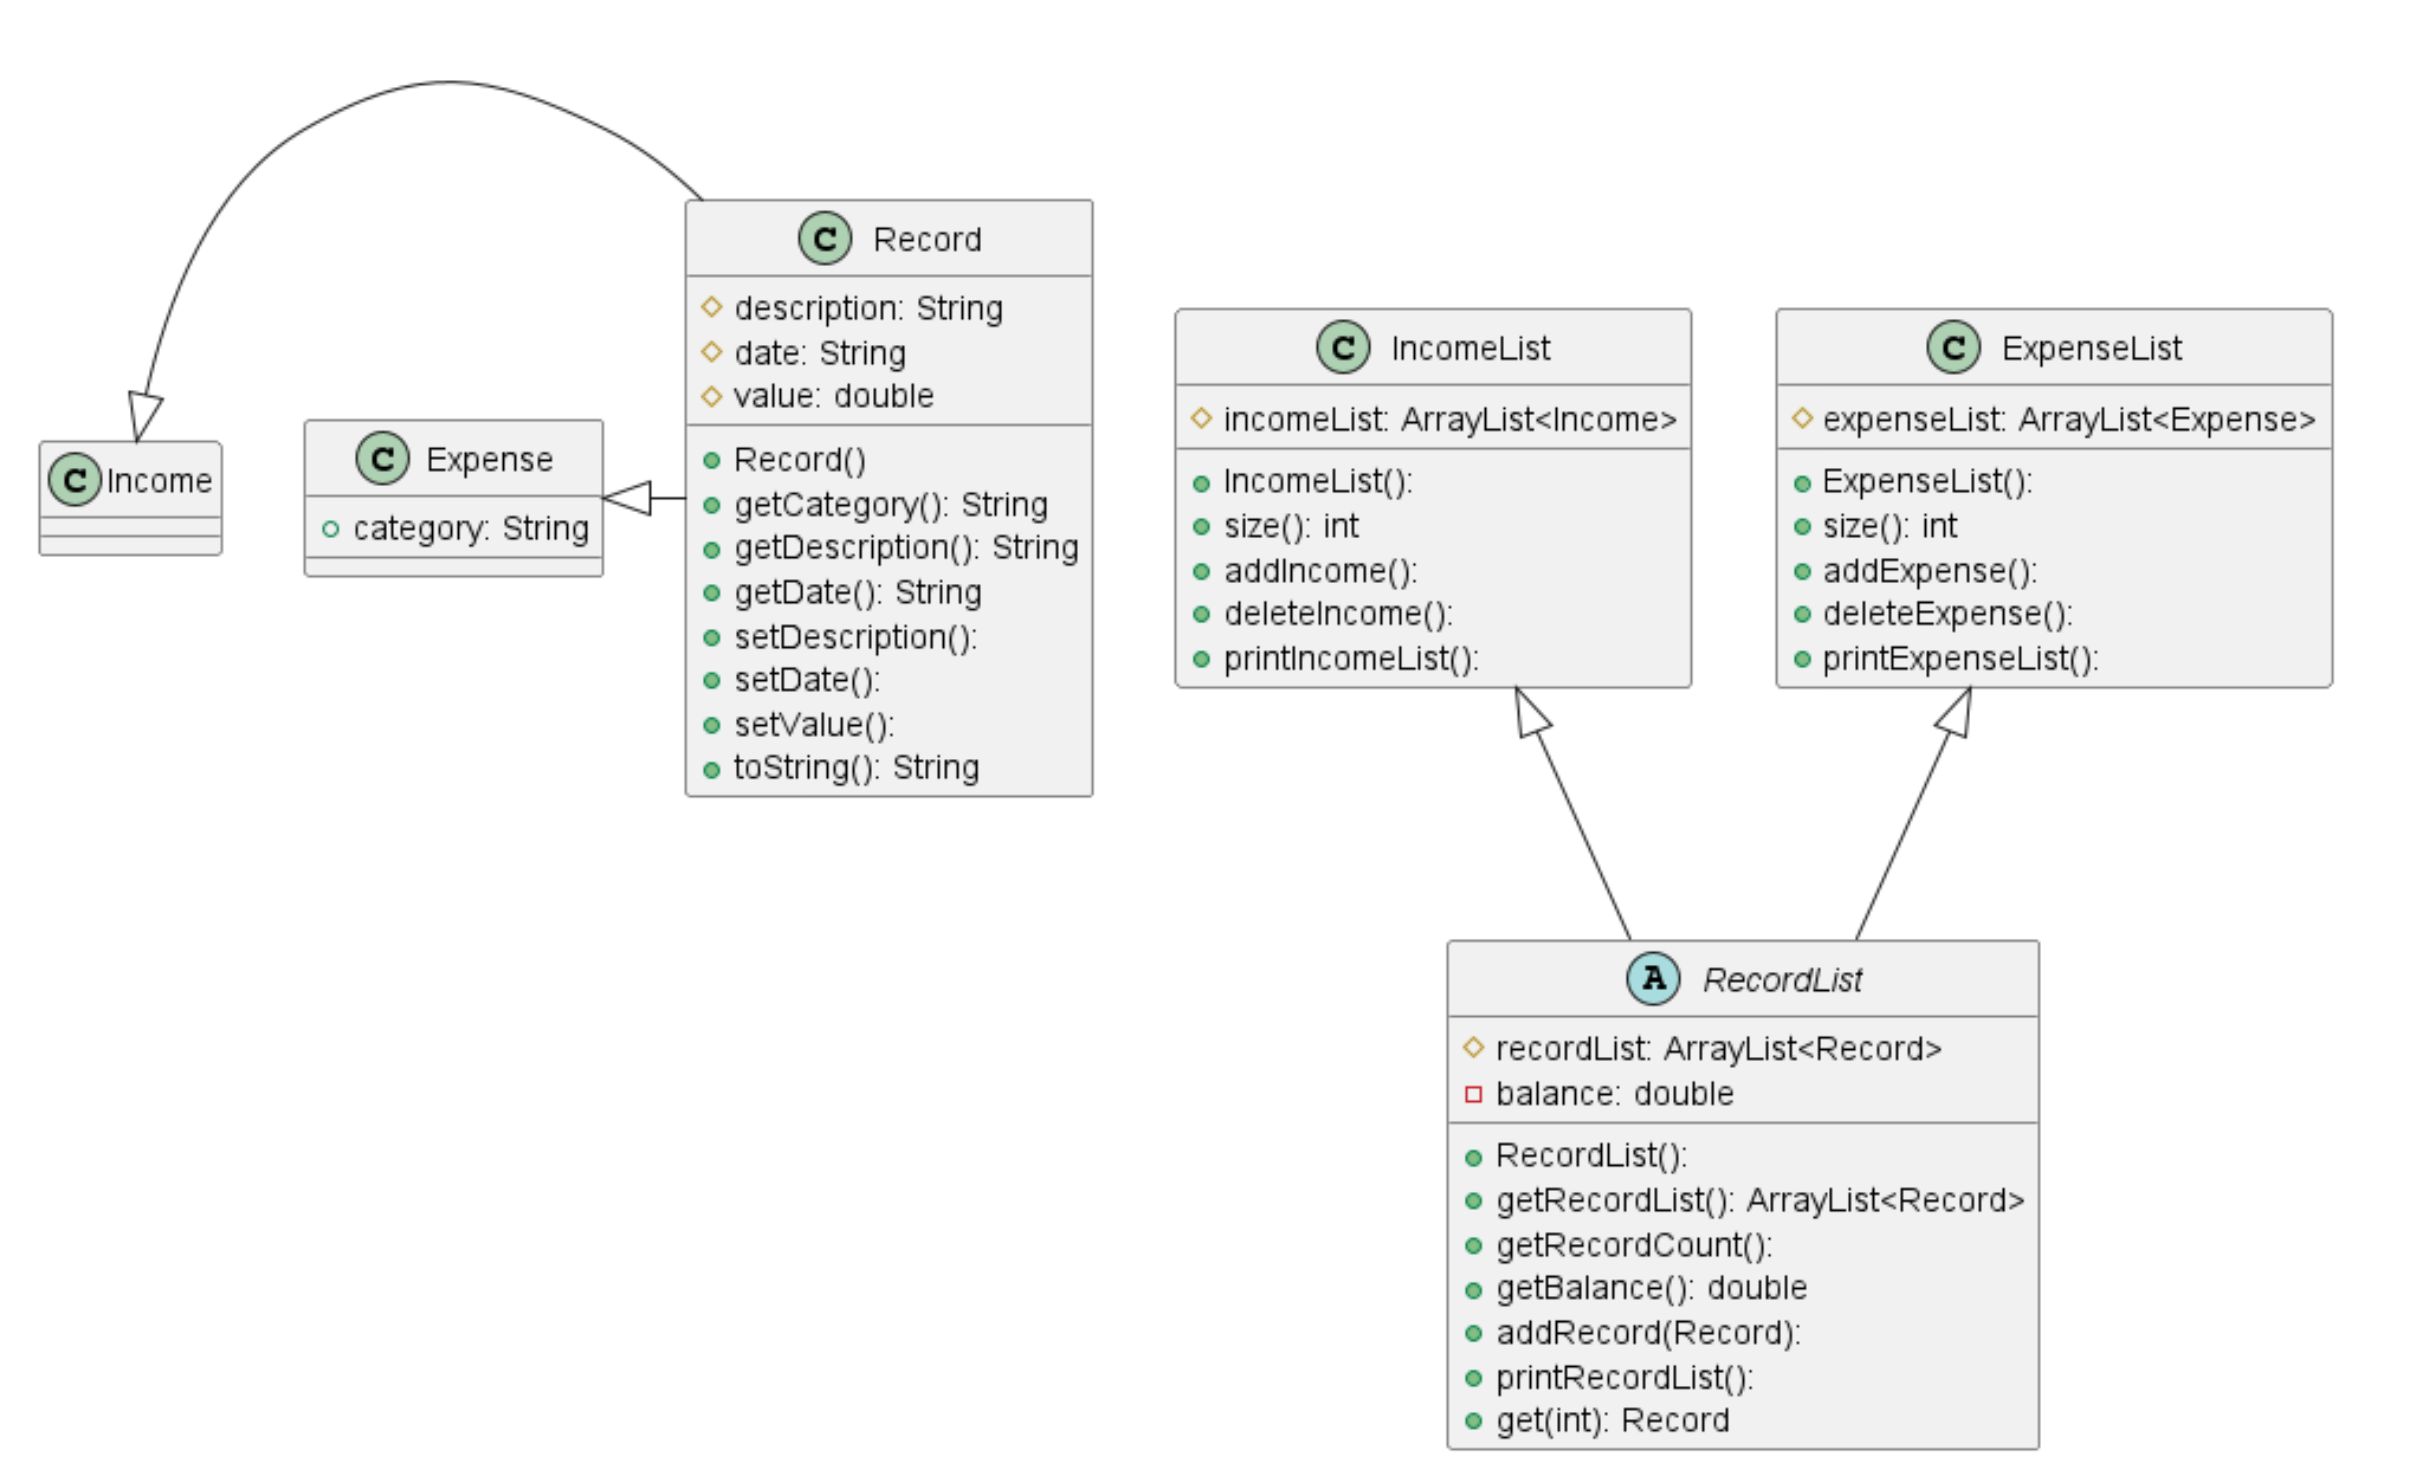 C Income
C Expense
category: String
C Record
description: String
date: String
value: double
Record()
getCategory(): String
getDescription(): String
getDate(): String
setDescription():
setDate():
setValue():
toString(): String
C IncomeList
incomeList: ArrayList<Income>
IncomeList():
size(): int
addIncome():
deleteIncome():
printIncomeList():
C ExpenseList
expenseList: ArrayList<Expense>
ExpenseList():
size(): int
addExpense():
deleteExpense():
printExpenseList():
A RecordList
recordList: ArrayList<Record>
balance: double
RecordList():
getRecordList(): ArrayList<Record>
getRecordCount():
getBalance(): double
addRecord(Record):
printRecordList():
get(int): Record